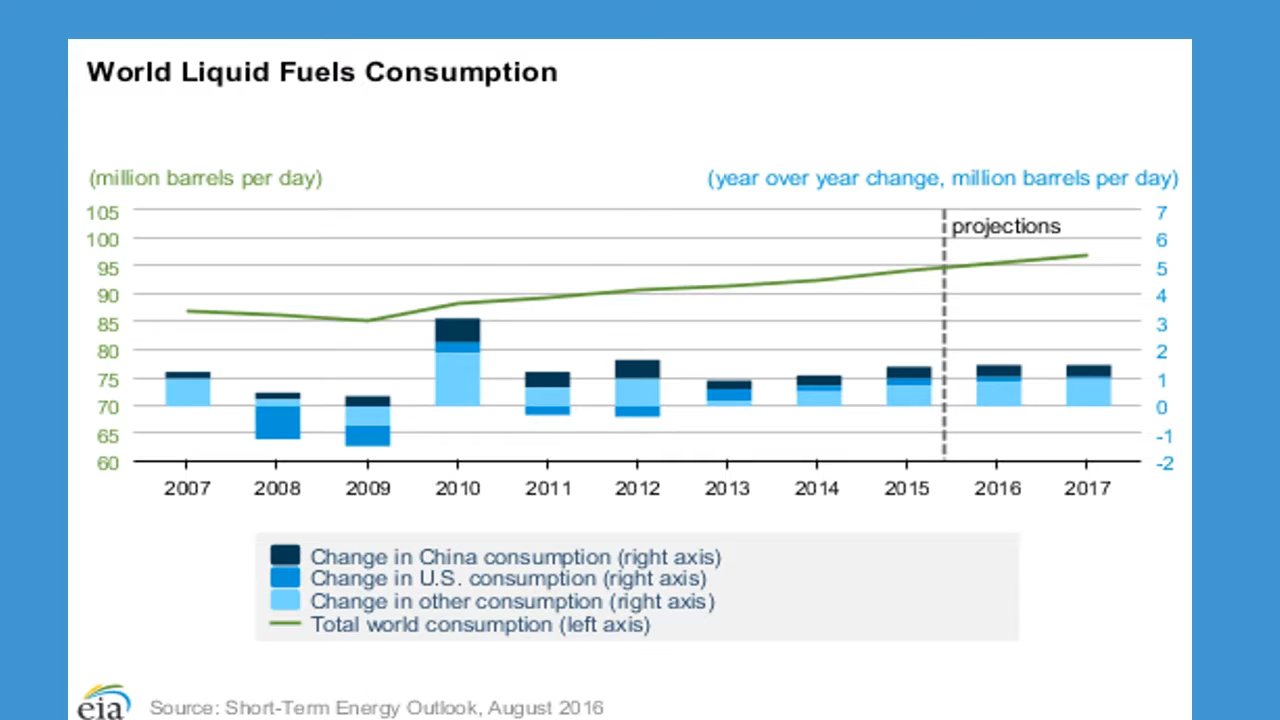 World Liquid Fuels Consumption
(million barrels per day) (year over year change, million barrels per day)
105 7
projections
100 6
95 5
90 4
85 3
80 2
75 1
70 0
65 -1
60 -2
2007 2008 2009 2010 2011 2012 2013 2014 2015 2016 2017
Change in China consumption (right axis)
Change in U.S. consumption (right axis)
Change in other consumption (right axis)
Total world consumption (left axis)
eia Source: Short-Term Energy Outlook, August 2016